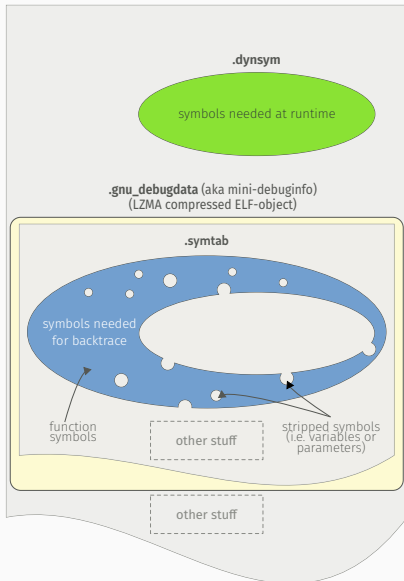 .dynsym
symbols needed at runtime
.gnu_debugdata (aka mini-debuginfo)
(LZMA compressed ELF-object)
.symtab
symbols needed
for backtrace
function
symbols
other stuff
stripped symbols
(i.e. variables or
parameters)
other stuff